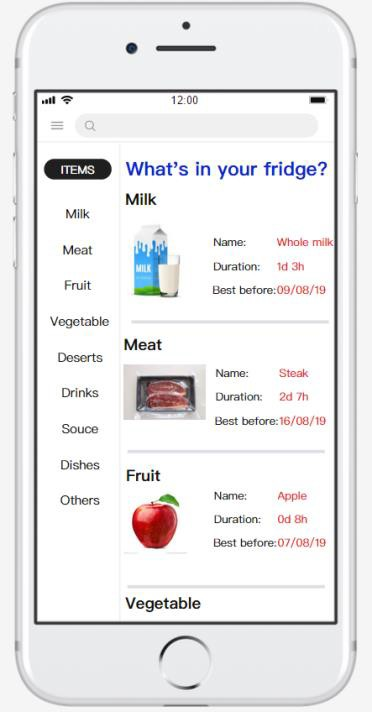 12:00
ITEMS
Milk
Meat
Fruit
Vegetable
Deserts
Drinks
Souce
Dishes
Others
What's in your fridge?
Milk
MILK
Name: Whole milk
Duration: 1d 3h
Best before:09/08/19
Meat
Name: Steak
Duration: 2d 7h
Best before:16/08/19
Fruit
Name: Apple
Duration: 0d 8h
Best before:07/08/19
Vegetable